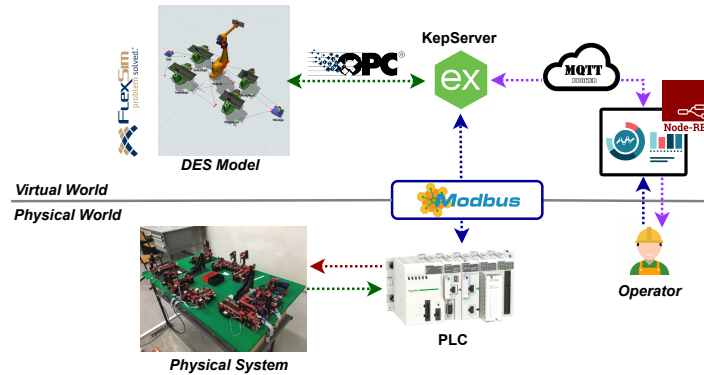 FLEXSIM
problem solved.®
DES Model
OPC®
KepServer
ex
MQTT
BROKER
Node-RE
Virtual World
Physical World
Modbus
Operator
PLC
Physical System